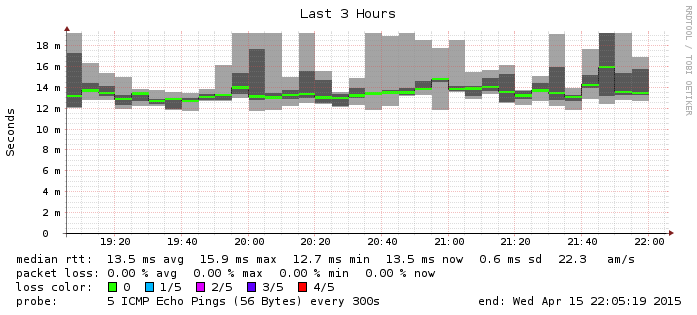 Last 3 Hours
RRDTOOL / TOBI OETIKER
Seconds
18 m
16 m
14 m
12 m
10 m
8 m
6 m
4 m
2 m
0
19:20 19:40 20:00 20:20 20:40 21:00 21:20 21:40 22:00
median rtt: 13.5 ms avg 15.9 ms max 12.7 ms min 13.5 ms now 0.6 ms sd 22.3 am/s
packet loss: 0.00 % avg 0.00 % max 0.00 % min 0.00 % now
loss color: 0 1/5 2/5 3/5 4/5
probe: 5 ICMP Echo Pings (56 Bytes) every 300s end: Wed Apr 15 22:05:19 2015